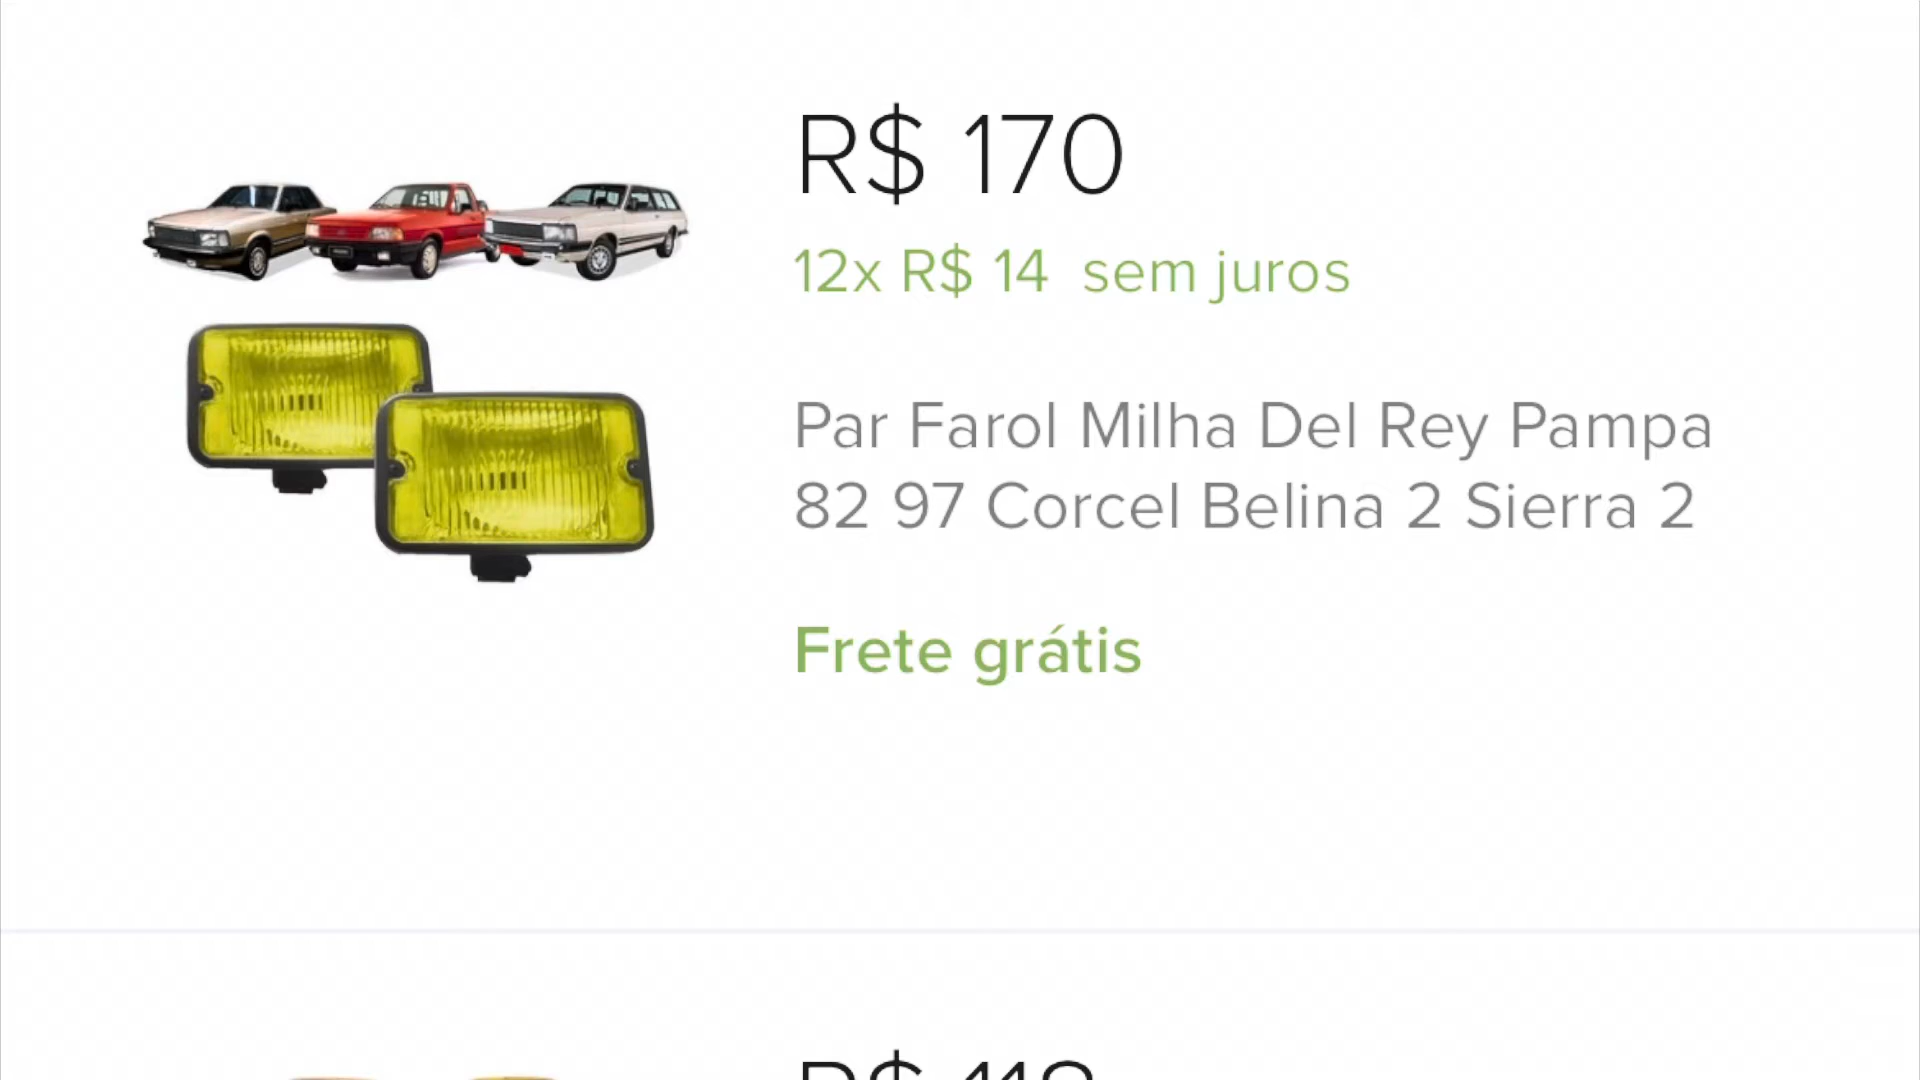 R$ 170
12x R$ 14 sem juros
Par Farol Milha Del Rey Pampa
82 97 Corcel Belina 2 Sierra 2
Frete grátis
R$ 118